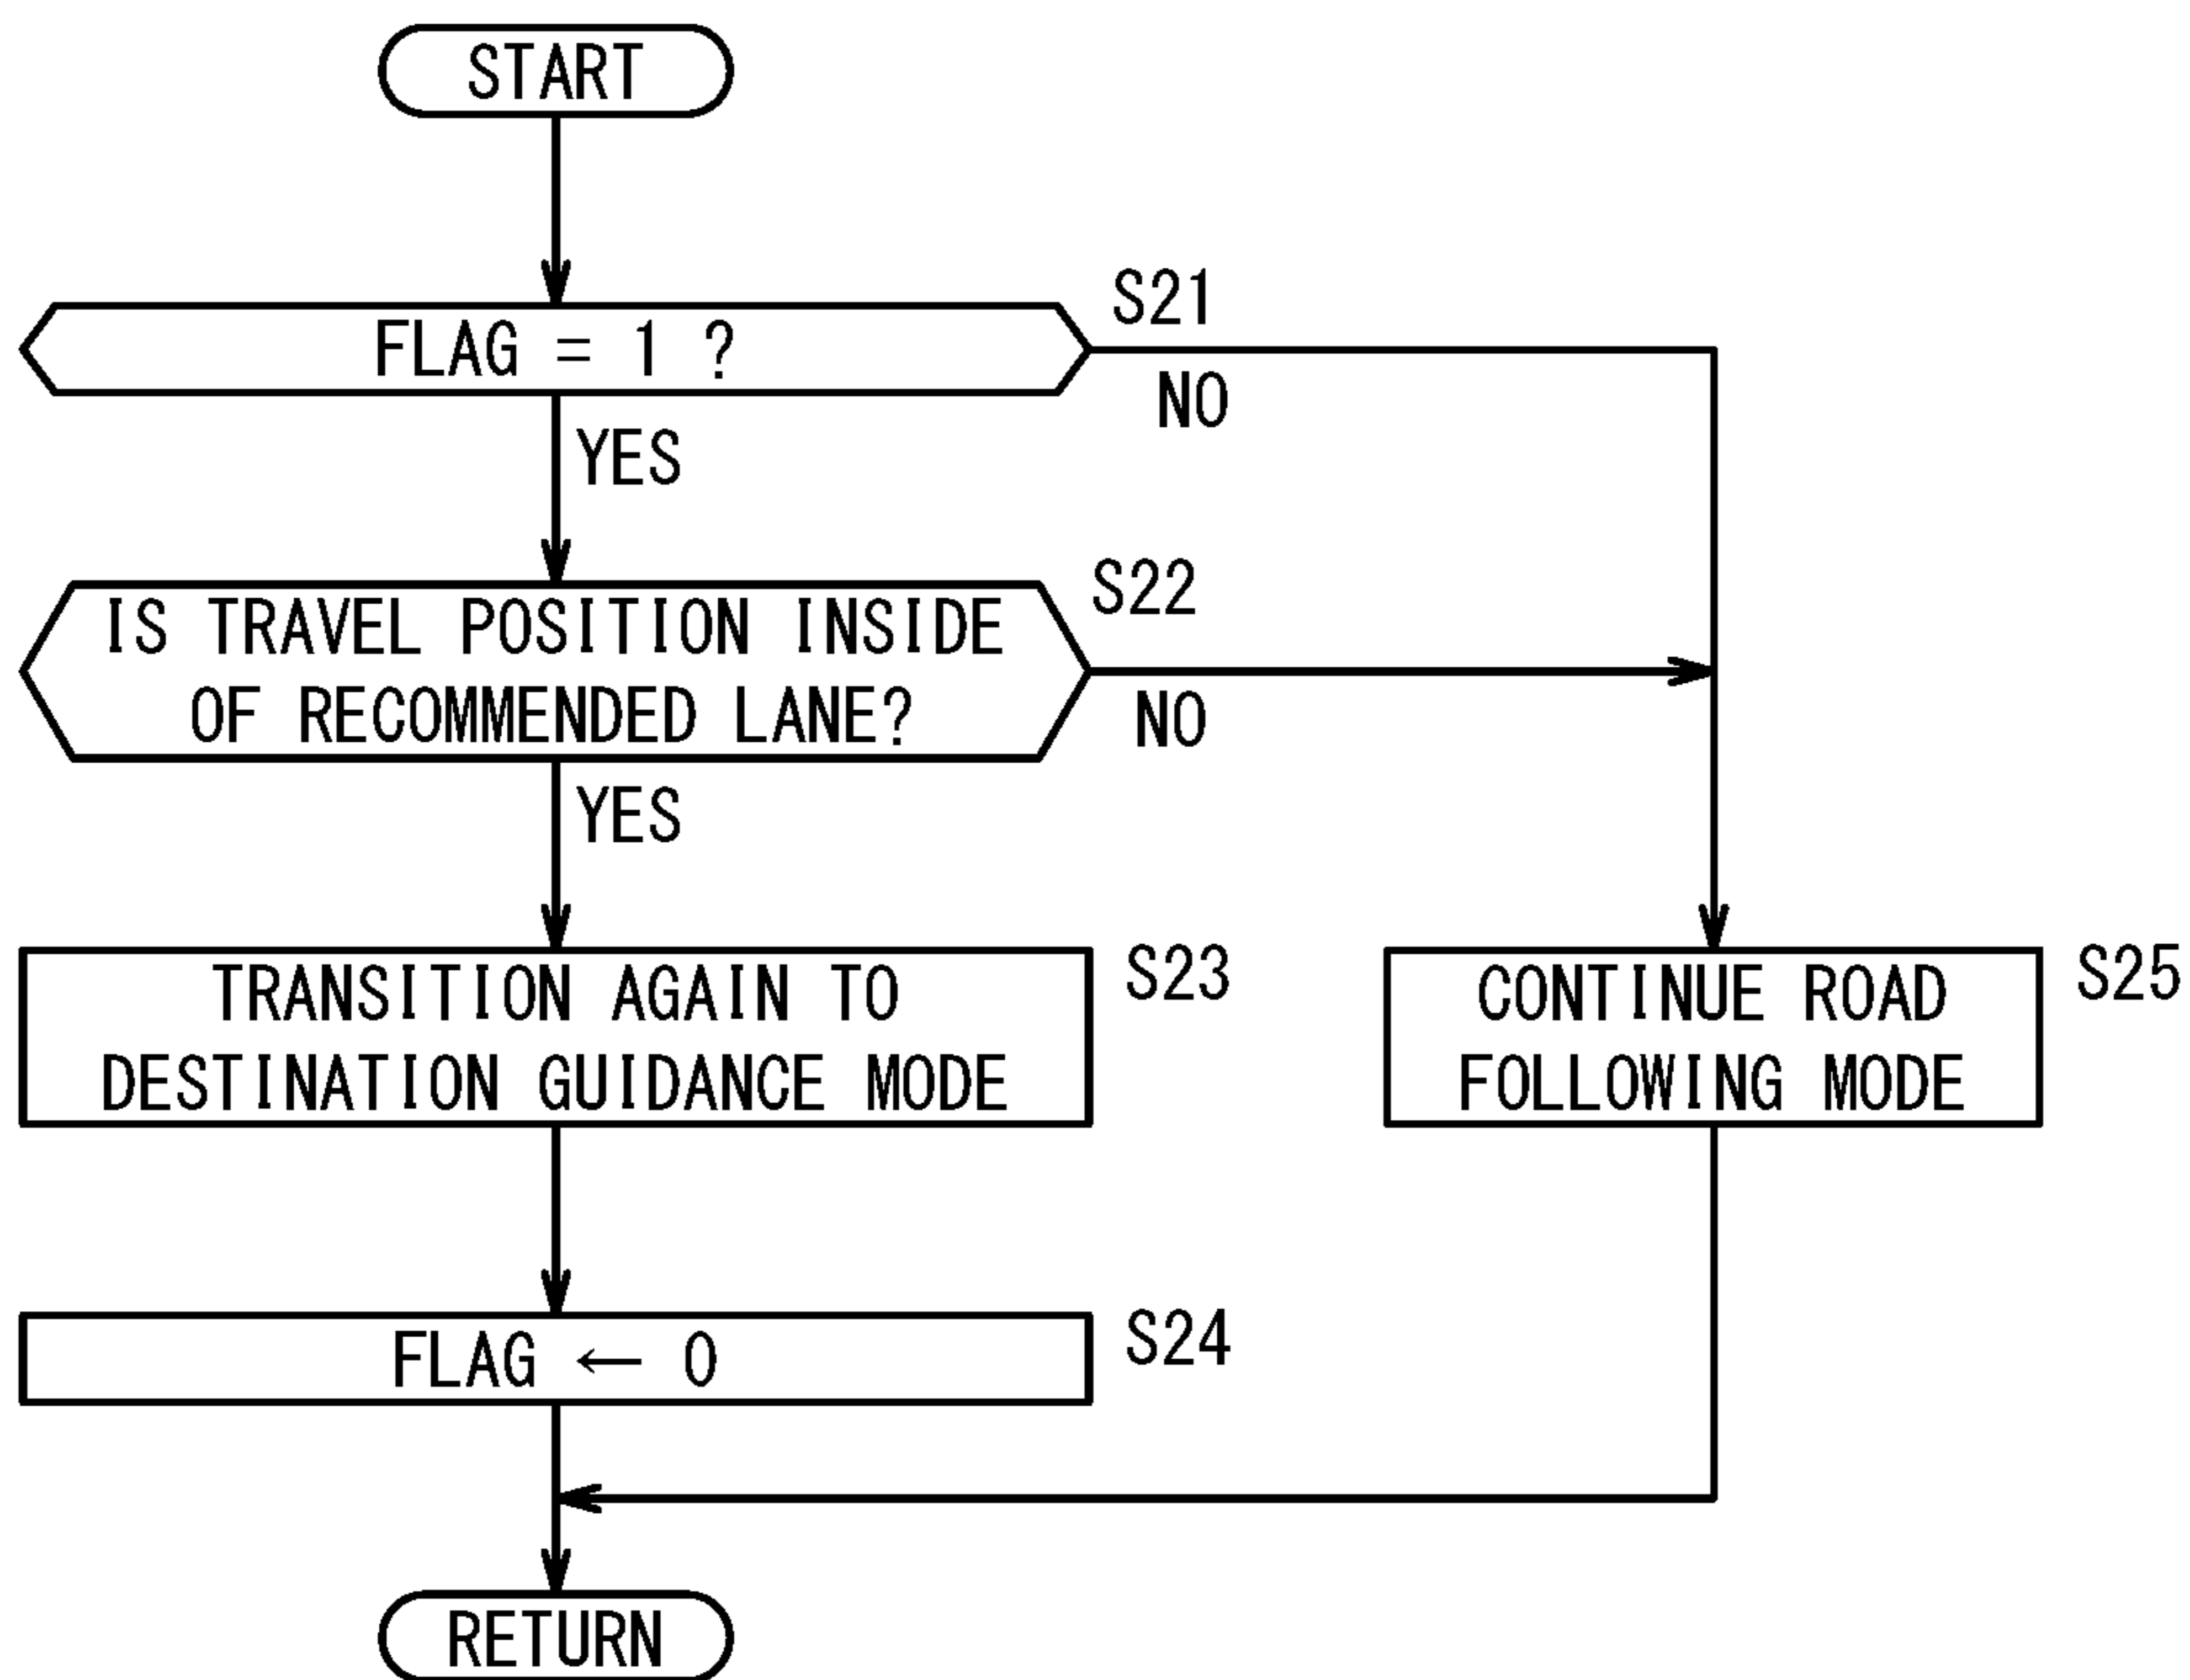 START
FLAG = 1 ?
S21
NO
YES
IS TRAVEL POSITION INSIDE
OF RECOMMENDED LANE?
S22
NO
YES
TRANSITION AGAIN TO
DESTINATION GUIDANCE MODE
S23
CONTINUE ROAD
FOLLOWING MODE
S25
FLAG ← 0
S24
RETURN